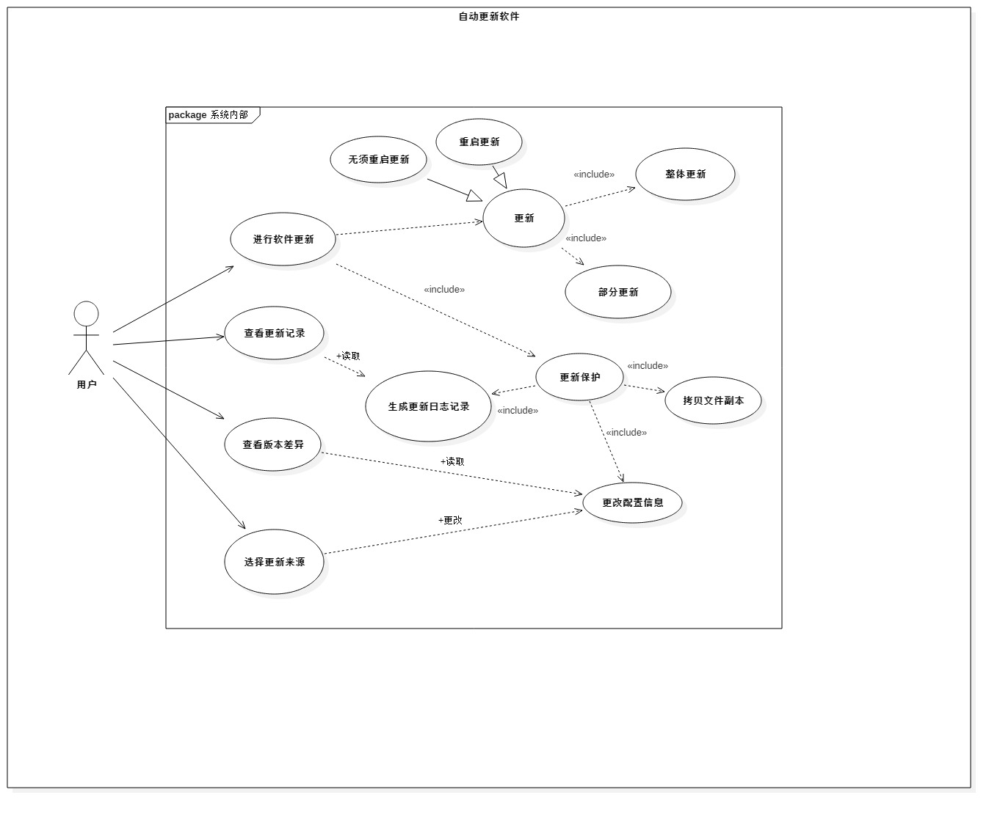 自动更新软件
package 系统内部
重启更新
无须重启更新
«include»
整体更新
更新
进行软件更新
«include»
部分更新
«include»
查看更新记录
+读取
«include»
更新保护
用户
生成更新日志记录
«include»
拷贝文件副本
«include»
查看版本差异
+读取
更改配置信息
+更改
选择更新来源